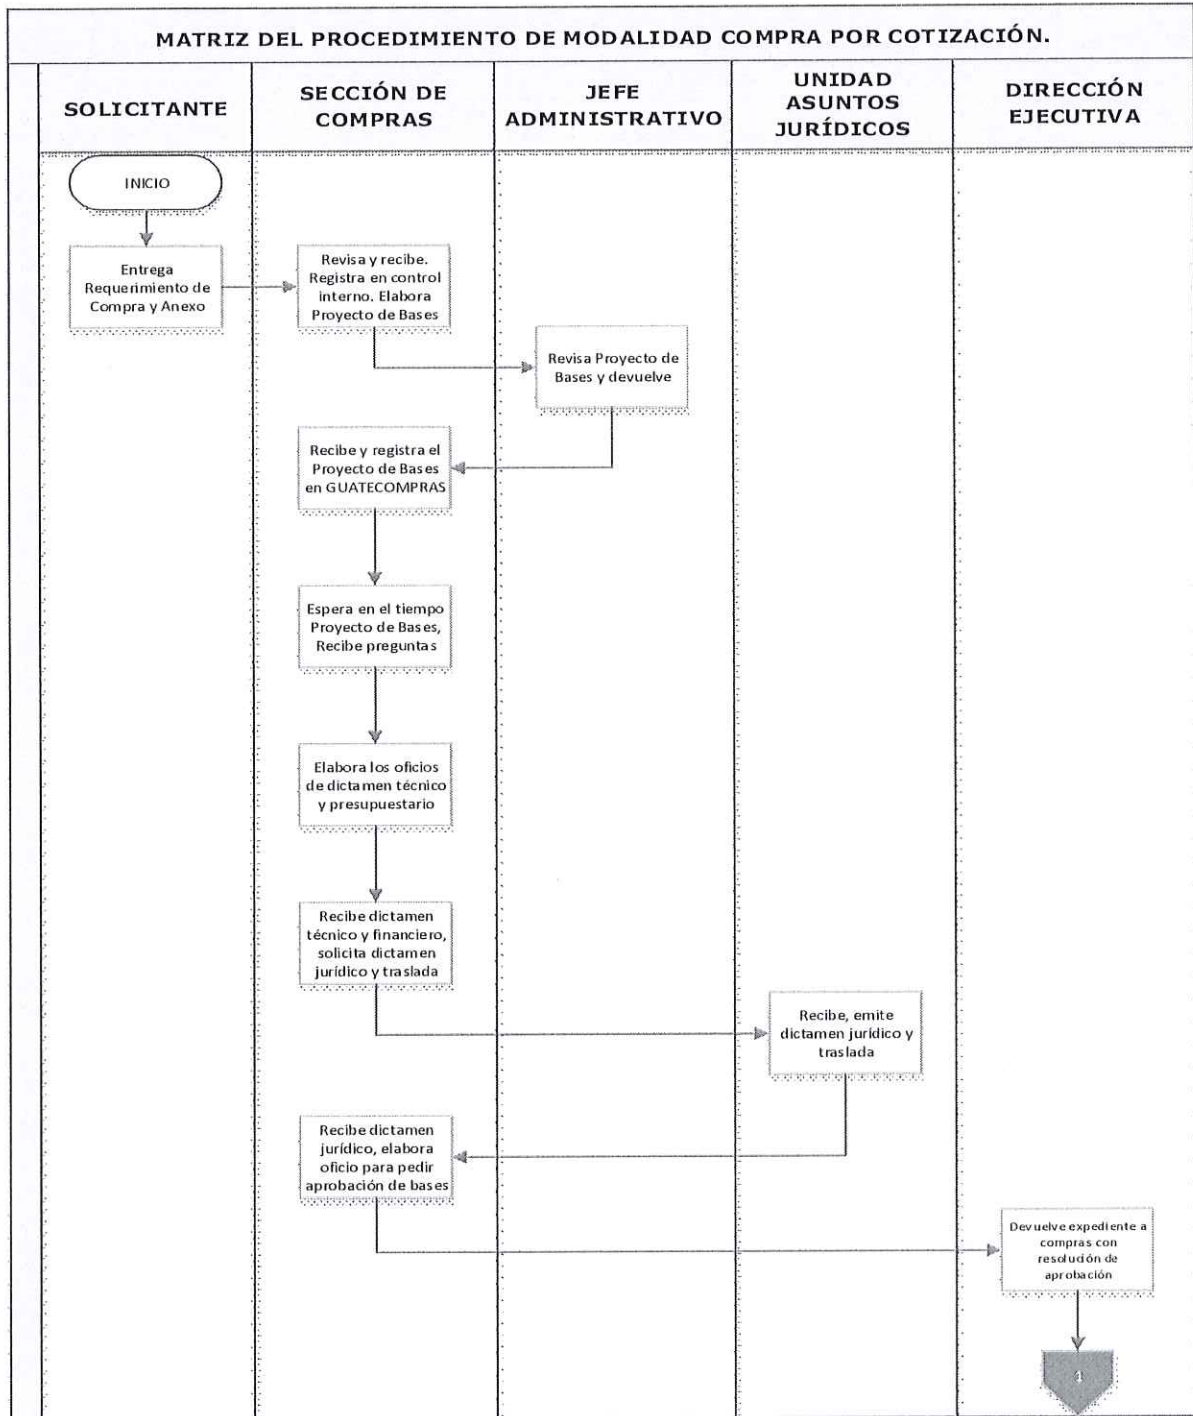 MATRIZ DEL PROCEDIMIENTO DE MODALIDAD COMPRA POR COTIZACIÓN.
SOLICITANTE
SECCIÓN DE
COMPRAS
JEFE
ADMINISTRATIVO
UNIDAD
ASUNTOS
JURÍDICOS
DIRECCIÓN
EJECUTIVA
INICIO
Entrega
Requerimiento de
Compra y Anexo
Revisa y recibe.
Registra en control
interno. Elabora
Proyecto de Bases
Revisa Proyecto de
Bases y devuelve
Recibe y registra el
Proyecto de Bases
en GUATECOMPRAS
Espera en el tiempo
Proyecto de Bases,
Recibe preguntas
Elabora los oficios
de dictamen técnico
y presupuestario
Recibe dictamen
técnico y financiero,
solicita dictamen
jurídico y traslada
Recibe, emite
dictamen jurídico y
traslada
Recibe dictamen
jurídico, elabora
oficio para pedir
aprobación de bases
Devuelve expediente a
compras con
resolución de
aprobación
1